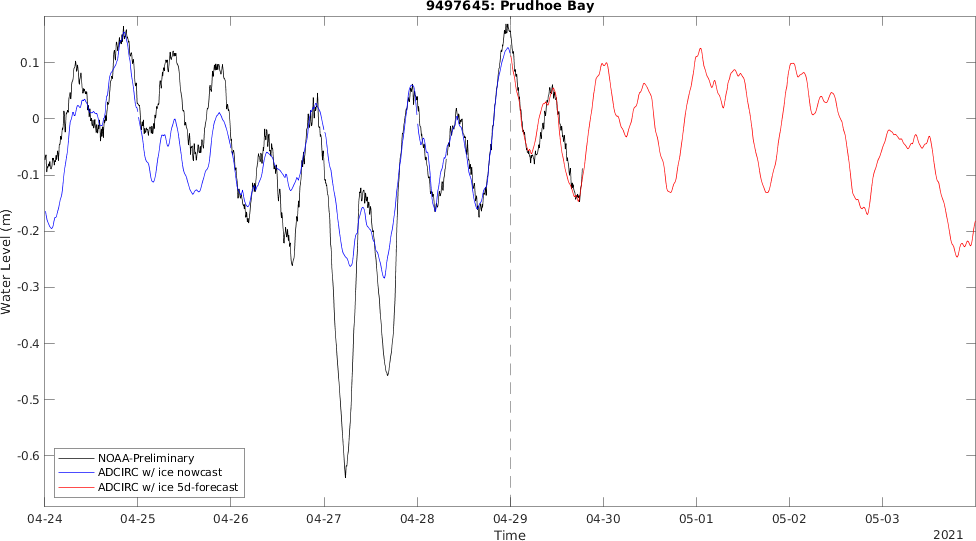 9497645: Prudhoe Bay
Water Level (m)
0.1
0
-0.1
-0.2
-0.3
-0.4
-0.5
-0.6
NOAA-Preliminary
ADCIRC w/ ice nowcast
ADCIRC w/ ice 5d-forecast
04-24 04-25 04-26 04-27 04-28 04-29 04-30 05-01 05-02 05-03
Time
2021